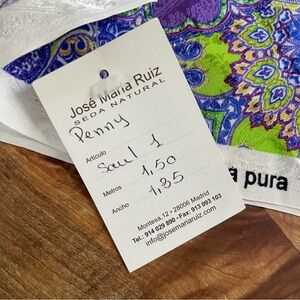 José María Ruiz
SEDA NATURAL
Penny
Artículo Saul 1
Metros 1,50
Ancho 1,35
Montesa,12 • 28006 Madrid
Tel.: 914 029 890 • Fax: 913 093 103
info@josemariaruiz.com
a pura